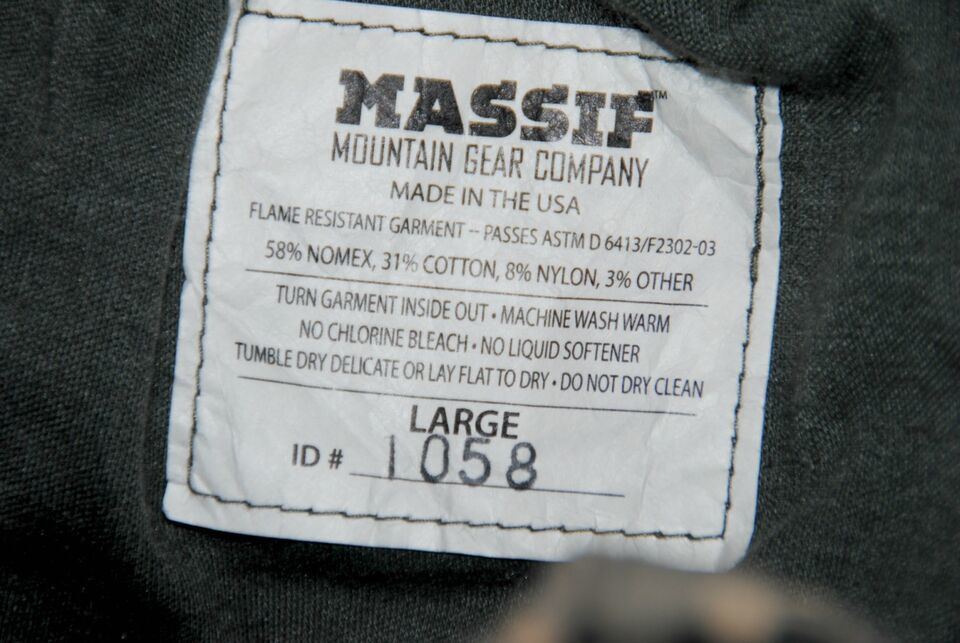 MASSIF™
MOUNTAIN GEAR COMPANY
MADE IN THE USA
FLAME RESISTANT GARMENT – PASSES ASTM D 6413/F2302-03
58% NOMEX, 31% COTTON, 8% NYLON, 3% OTHER
TURN GARMENT INSIDE OUT • MACHINE WASH WARM
NO CHLORINE BLEACH • NO LIQUID SOFTENER
TUMBLE DRY DELICATE OR LAY FLAT TO DRY • DO NOT DRY CLEAN
LARGE
ID # 1058